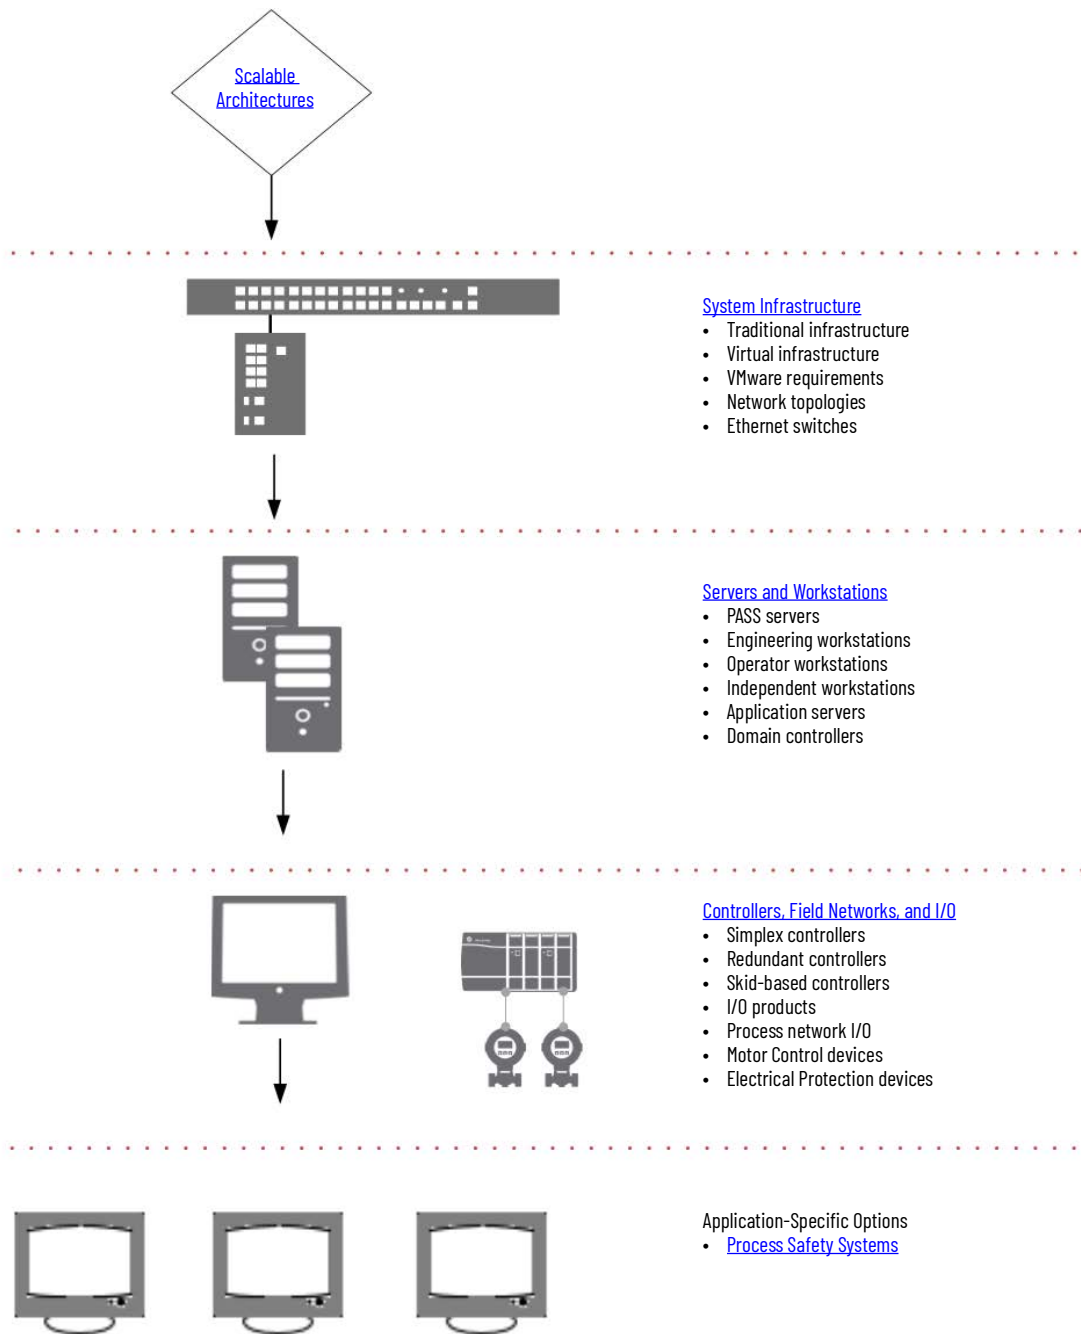 Scalable
Architectures
System Infrastructure
• Traditional infrastructure
• Virtual infrastructure
• VMware requirements
• Network topologies
• Ethernet switches
Servers and Workstations
• PASS servers
• Engineering workstations
• Operator workstations
• Independent workstations
• Application servers
• Domain controllers
Controllers, Field Networks, and I/O
• Simplex controllers
• Redundant controllers
• Skid-based controllers
• I/O products
• Process network I/O
• Motor Control devices
• Electrical Protection devices
Application-Specific Options
• Process Safety Systems